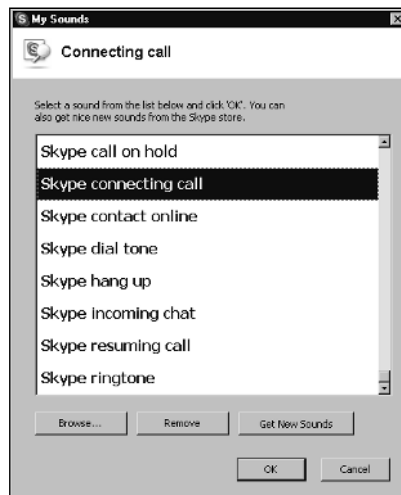 My Sounds
Connecting call
Select a sound from the list below and click 'OK'. You can
also get nice new sounds from the Skype store.
Skype call on hold
Skype connecting call
Skype contact online
Skype dial tone
Skype hang up
Skype incoming chat
Skype resuming call
Skype ringtone
Browse... Remove Get New Sounds
OK Cancel